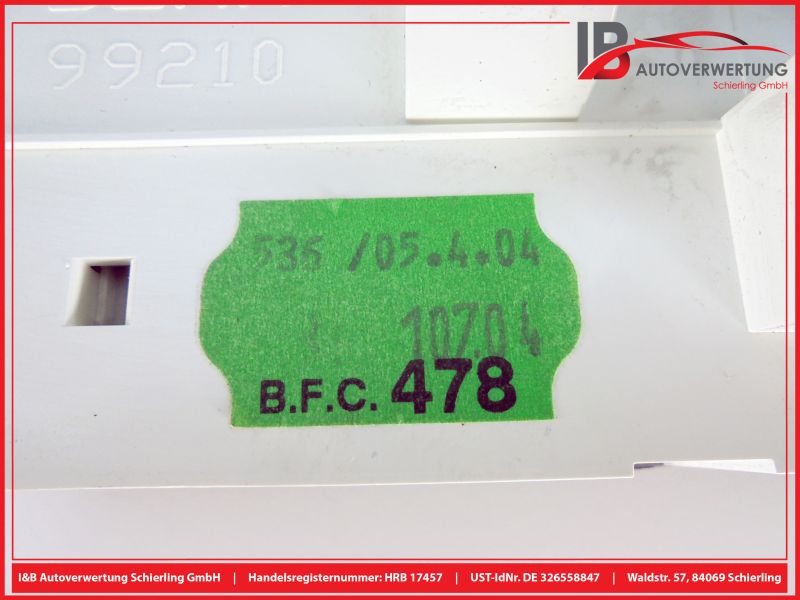 99210
IB AUTOVERWERTUNG
Schierling GmbH
535 /05.4.04
10704
B.F.C. 478
I&B Autoverwertung Schierling GmbH | Handelsregisternummer: HRB 17457 | UST-IdNr. DE 326558847 | Waldstr. 57, 84069 Schierling